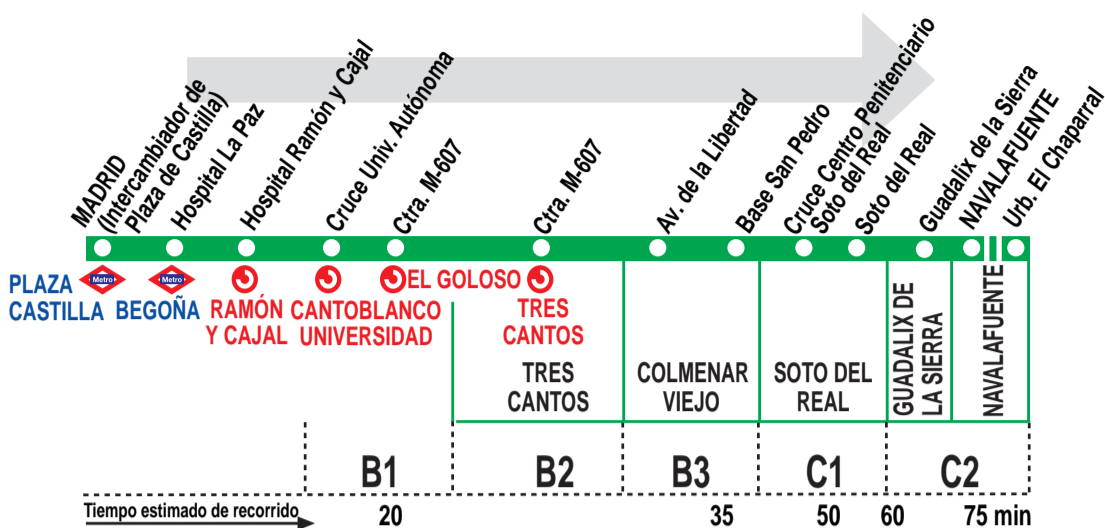 MADRID
(Intercambiador de
Plaza de Castilla)
Hospital La Paz
Hospital Ramón y Cajal
Cruce Univ. Autónoma
Ctra. M-607
Ctra. M-607
Av. de la Libertad
Base San Pedro
Cruce Centro Penitenciario
Soto del Real
Soto del Real
Guadalix de la Sierra
NAVALAFUENTE
Urb. El Chaparral
PLAZA
CASTILLA
Metro
BEGOÑA
Metro
RAMÓN
Y CAJAL
CANTOBLANCO
UNIVERSIDAD
EL GOLOSO
TRES
CANTOS
TRES
CANTOS
COLMENAR
VIEJO
SOTO DEL
REAL
GUADALIX DE
LA SIERRA
NAVALAFUENTE
B1
B2
B3
C1
C2
Tiempo estimado de recorrido
20
35
50
60
75 min